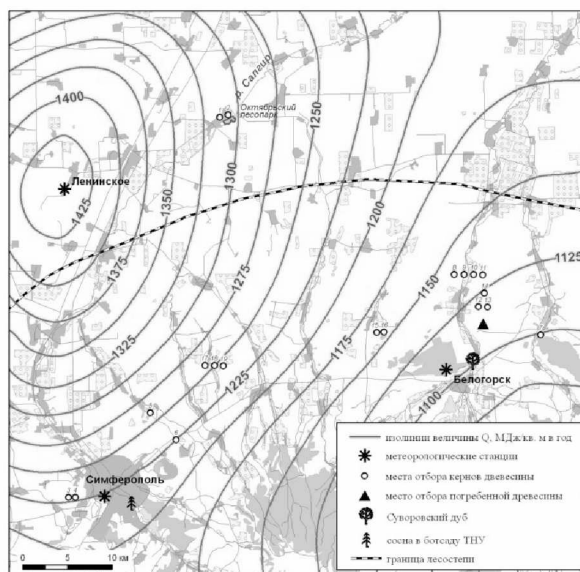 1400
р. Салгир
Октябрьский
лесопарк
1250
Ленинское
1425
1350
1300
1200
1375
1275
1150
1125
1325
1225
1175
Белогорск
1100
Симферополь
изолинии величины Q, МДж/кв. м в год
метеорологические станции
места отбора кернов двевесины
место отбора погребенной древесины
Суворовский дуб
сосна в ботсаду ТНУ
граница лесостепи
0 5 10 км